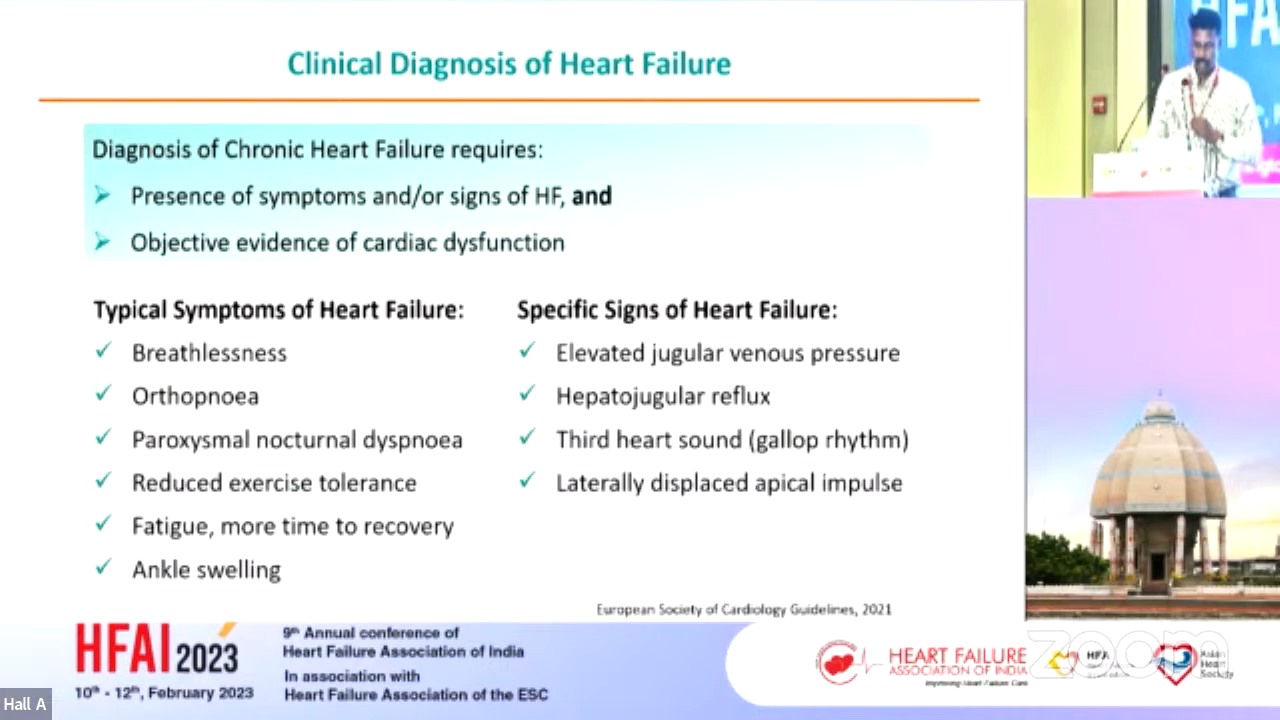 Clinical Diagnosis of Heart Failure
Diagnosis of Chronic Heart Failure requires:
Presence of symptoms and/or signs of HF, and
Objective evidence of cardiac dysfunction
Typical Symptoms of Heart Failure:
Breathlessness
Orthopnoea
Paroxysmal nocturnal dyspnoea
Reduced exercise tolerance
Fatigue, more time to recovery
Ankle swelling
Specific Signs of Heart Failure:
Elevated jugular venous pressure
Hepatojugular reflux
Third heart sound (gallop rhythm)
Laterally displaced apical impulse
European Society of Cardiology Guidelines, 2021
HFAI 2023
10th - 12th, February 2023
9th Annual conference of
Heart Failure Association of India
In association with
Heart Failure Association of the ESC
HEART FAILURE
ASSOCIATION OF INDIA
Improving Heart Failure Care
HFA
Asian
Heart
Society
zoom
Hall A
HFA